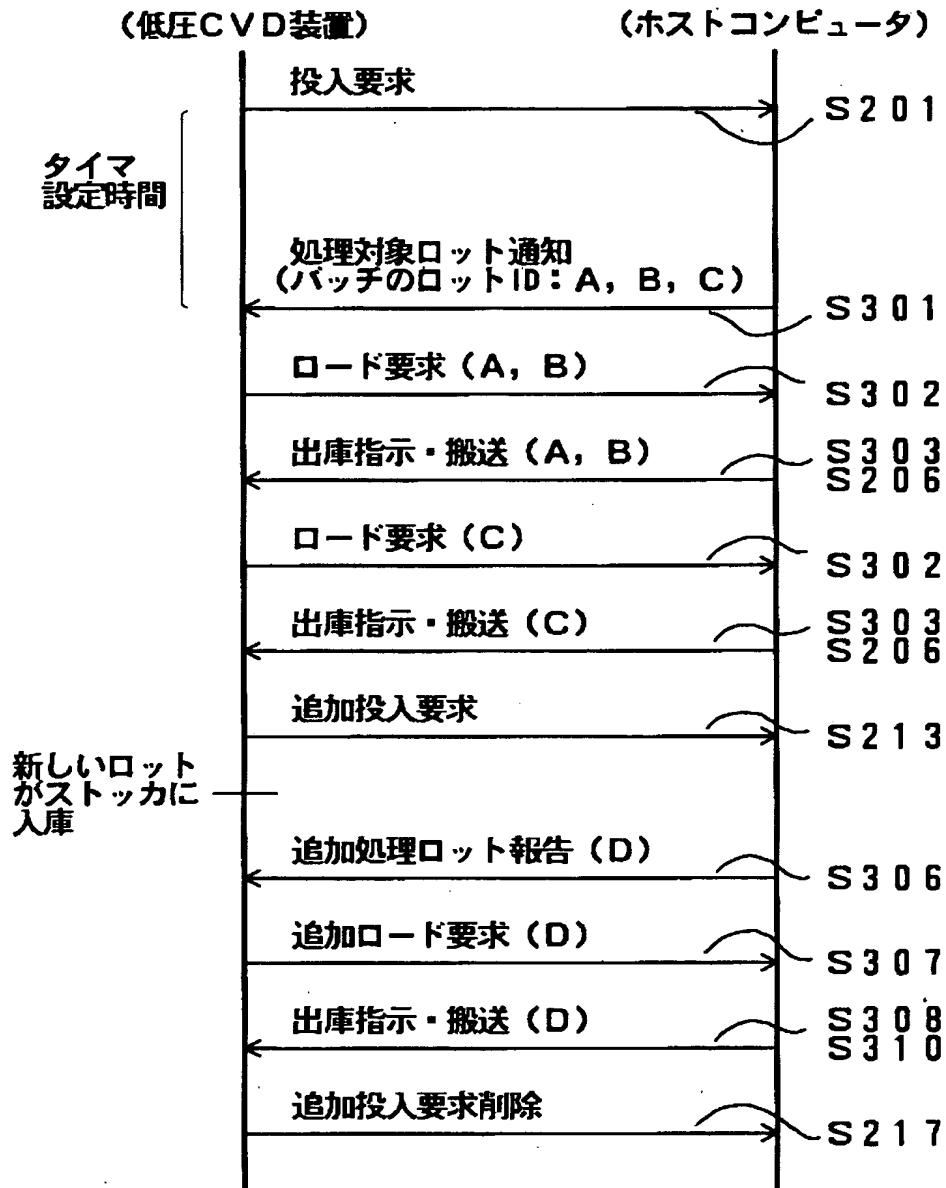 (低圧CVD装置)
(ホストコンピュータ)
投入要求
S201
タイマ
設定時間
処理対象ロット通知
(バッチのロットID:A,B,C)
S301
ロード要求(A,B)
S302
出庫指示・搬送(A,B)
S303
S206
ロード要求(C)
S302
出庫指示・搬送(C)
S303
S206
追加投入要求
S213
新しいロット
がストッカに
入庫
追加処理ロット報告(D)
S306
追加ロード要求(D)
S307
出庫指示・搬送(D)
S308
S310
追加投入要求削除
S217